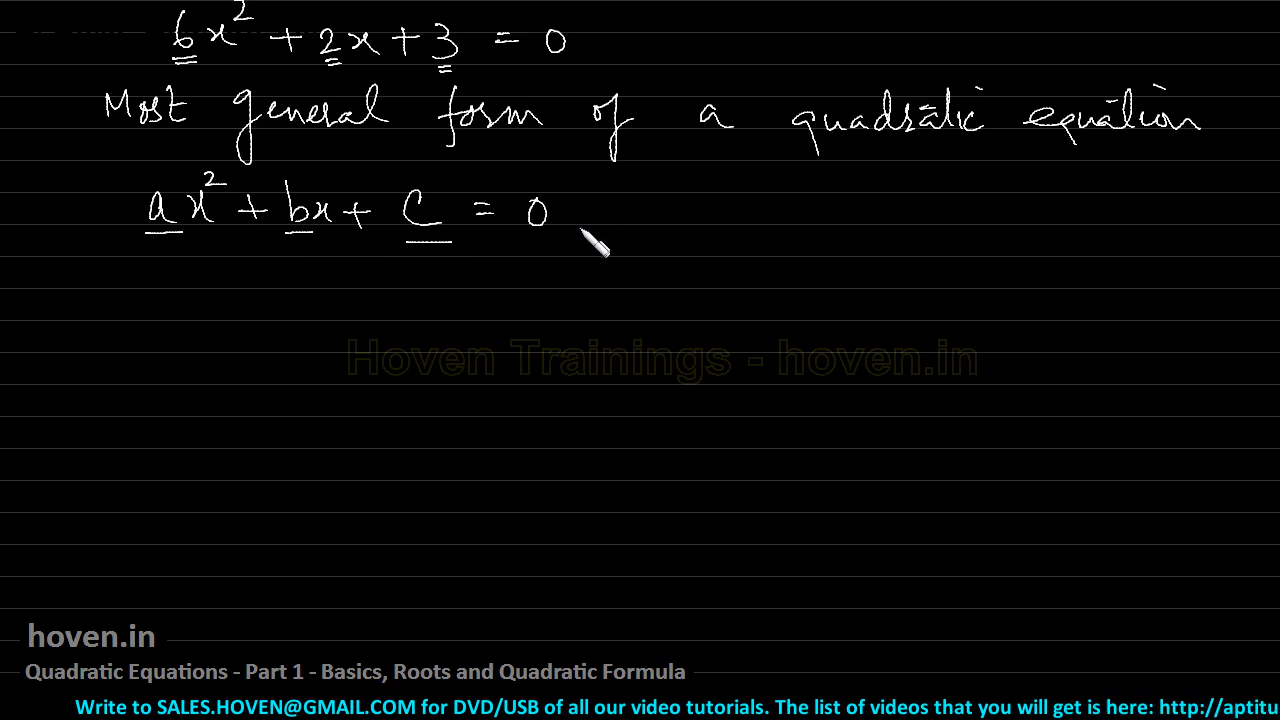 6x² + 2x + 3 = 0
Most general form of a quadratic equation
ax² + bx + c = 0
Hoven Trainings - hoven.in
hoven.in
Quadratic Equations - Part 1 - Basics, Roots and Quadratic Formula
Write to SALES.HOVEN@GMAIL.COM for DVD/USB of all our video tutorials. The list of videos that you will get is here: http://aptitu